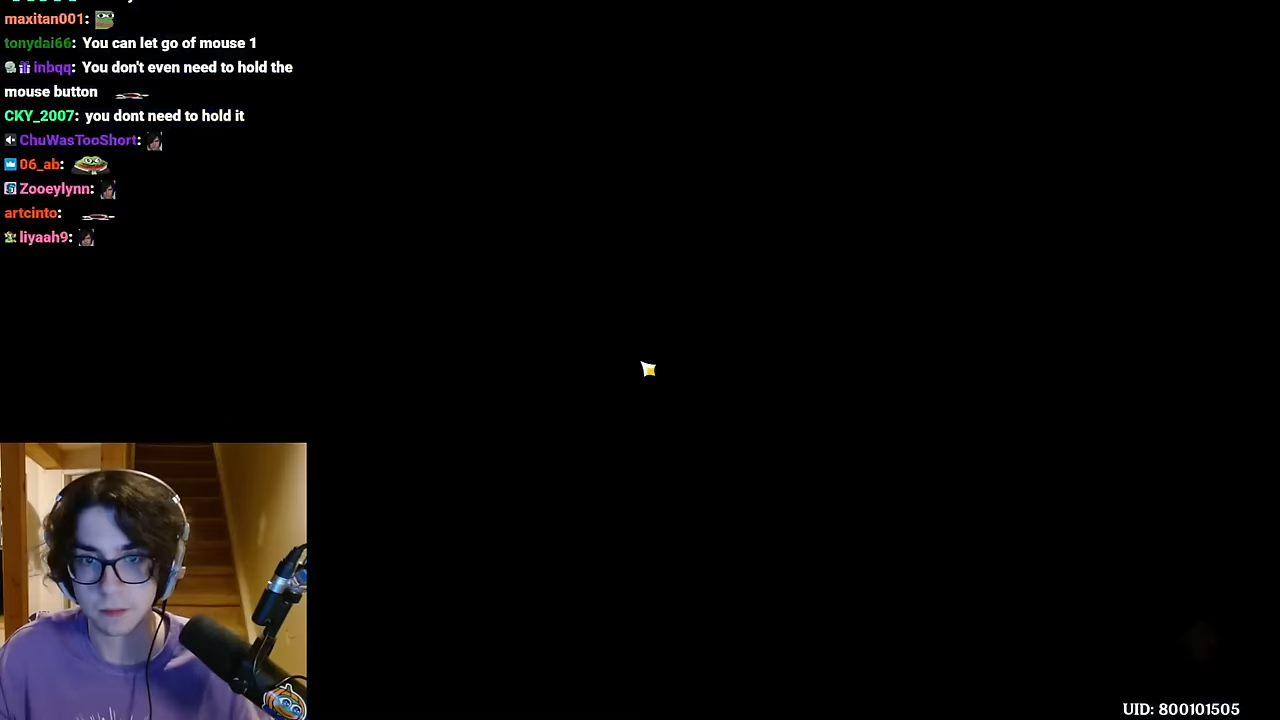 maxitan001:
tonydai66: You can let go of mouse 1
inbqq: You don't even need to hold the
mouse button
CKY_2007: you dont need to hold it
ChuWasTooShort:
06_ab:
Zooeylynn:
artcinto:
liyaah9:
UID: 800101505